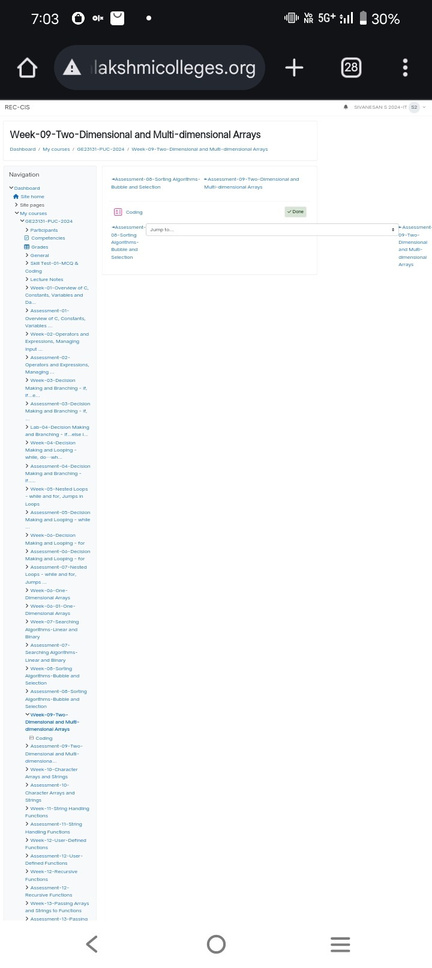 7:03
5G+
30%
lakshmicolleges.org
28
REC-CIS
SIVANESAN S 2024-IT
S2
Week-09-Two-Dimensional and Multi-dimensional Arrays
Dashboard / My courses / GE23131-PUC-2024 / Week-09-Two-Dimensional and Multi-dimensional Arrays
Navigation
Dashboard
Site home
Site pages
My courses
GE23131-PUC-2024
Participants
Competencies
Grades
General
Skill Test-01-MCQ &
Coding
Lecture Notes
Week-01-Overview of C,
Constants, Variables and
Da...
Assessment-01-
Overview of C, Constants,
Variables ...
Week-02-Operators and
Expressions, Managing
Input ...
Assessment-02-
Operators and Expressions,
Managing ...
Week-03-Decision
Making and Branching - if,
if...e...
Assessment-03-Decision
Making and Branching - if,
...
Lab-04-Decision Making
and Branching - if...else i...
Week-04-Decision
Making and Looping -
while, do - wh...
Assessment-04-Decision
Making and Branching -
if.....
Week-05-Nested Loops
- while and for, Jumps in
Loops
Assessment-05-Decision
Making and Looping - while
...
Making and Looping - for
Making and Looping - for
Assessment-07-Nested
Loops - while and for,
Jumps ...
Dimensional Arrays
Dimensional Arrays
Week-07-Searching
Algorithms-Linear and
Binary
Assessment-07-
Searching Algorithms-
Linear and Binary
Week-08-Sorting
Algorithms-Bubble and
Selection
Assessment-08-Sorting
Algorithms-Bubble and
Selection
Week-09-Two-
Dimensional and Multi-
dimensional Arrays
Coding
Assessment-09-Two-
Dimensional and Multi-
dimensiona...
Week-10-Character
Arrays and Strings
Assessment-10-
Character Arrays and
Strings
Week-11-String Handling
Functions
Assessment-11-String
Handling Functions
Week-12-User-Defined
Functions
Assessment-12-User-
Defined Functions
Week-12-Recursive
Functions
Assessment-12-
Recursive Functions
Week-13-Passing Arrays
and Strings to Functions
Assessment-13-Passing
Assessment-08-Sorting Algorithms-
Bubble and Selection
Assessment-09-Two-Dimensional and
Multi-dimensional Arrays
Coding
Done
Assessment-
08-Sorting
Algorithms-
Bubble and
Selection
Jump to...
Assessment-
09-Two-
Dimensional
and Multi-
dimensional
Arrays